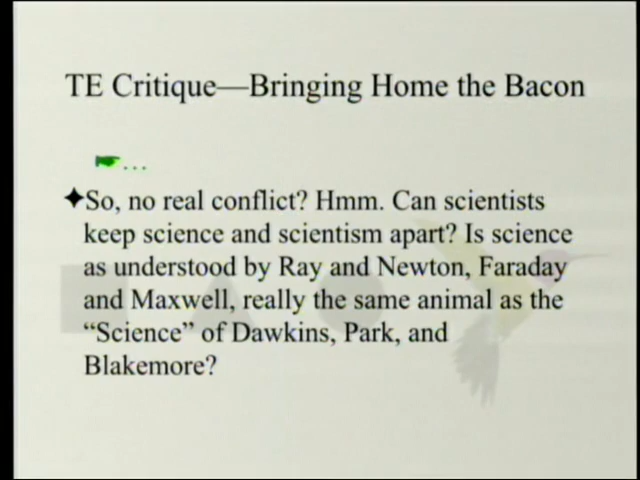 TE Critique—Bringing Home the Bacon
☛…
✦So, no real conflict? Hmm. Can scientists
keep science and scientism apart? Is science
as understood by Ray and Newton, Faraday
and Maxwell, really the same animal as the
“Science” of Dawkins, Park, and
Blakemore?